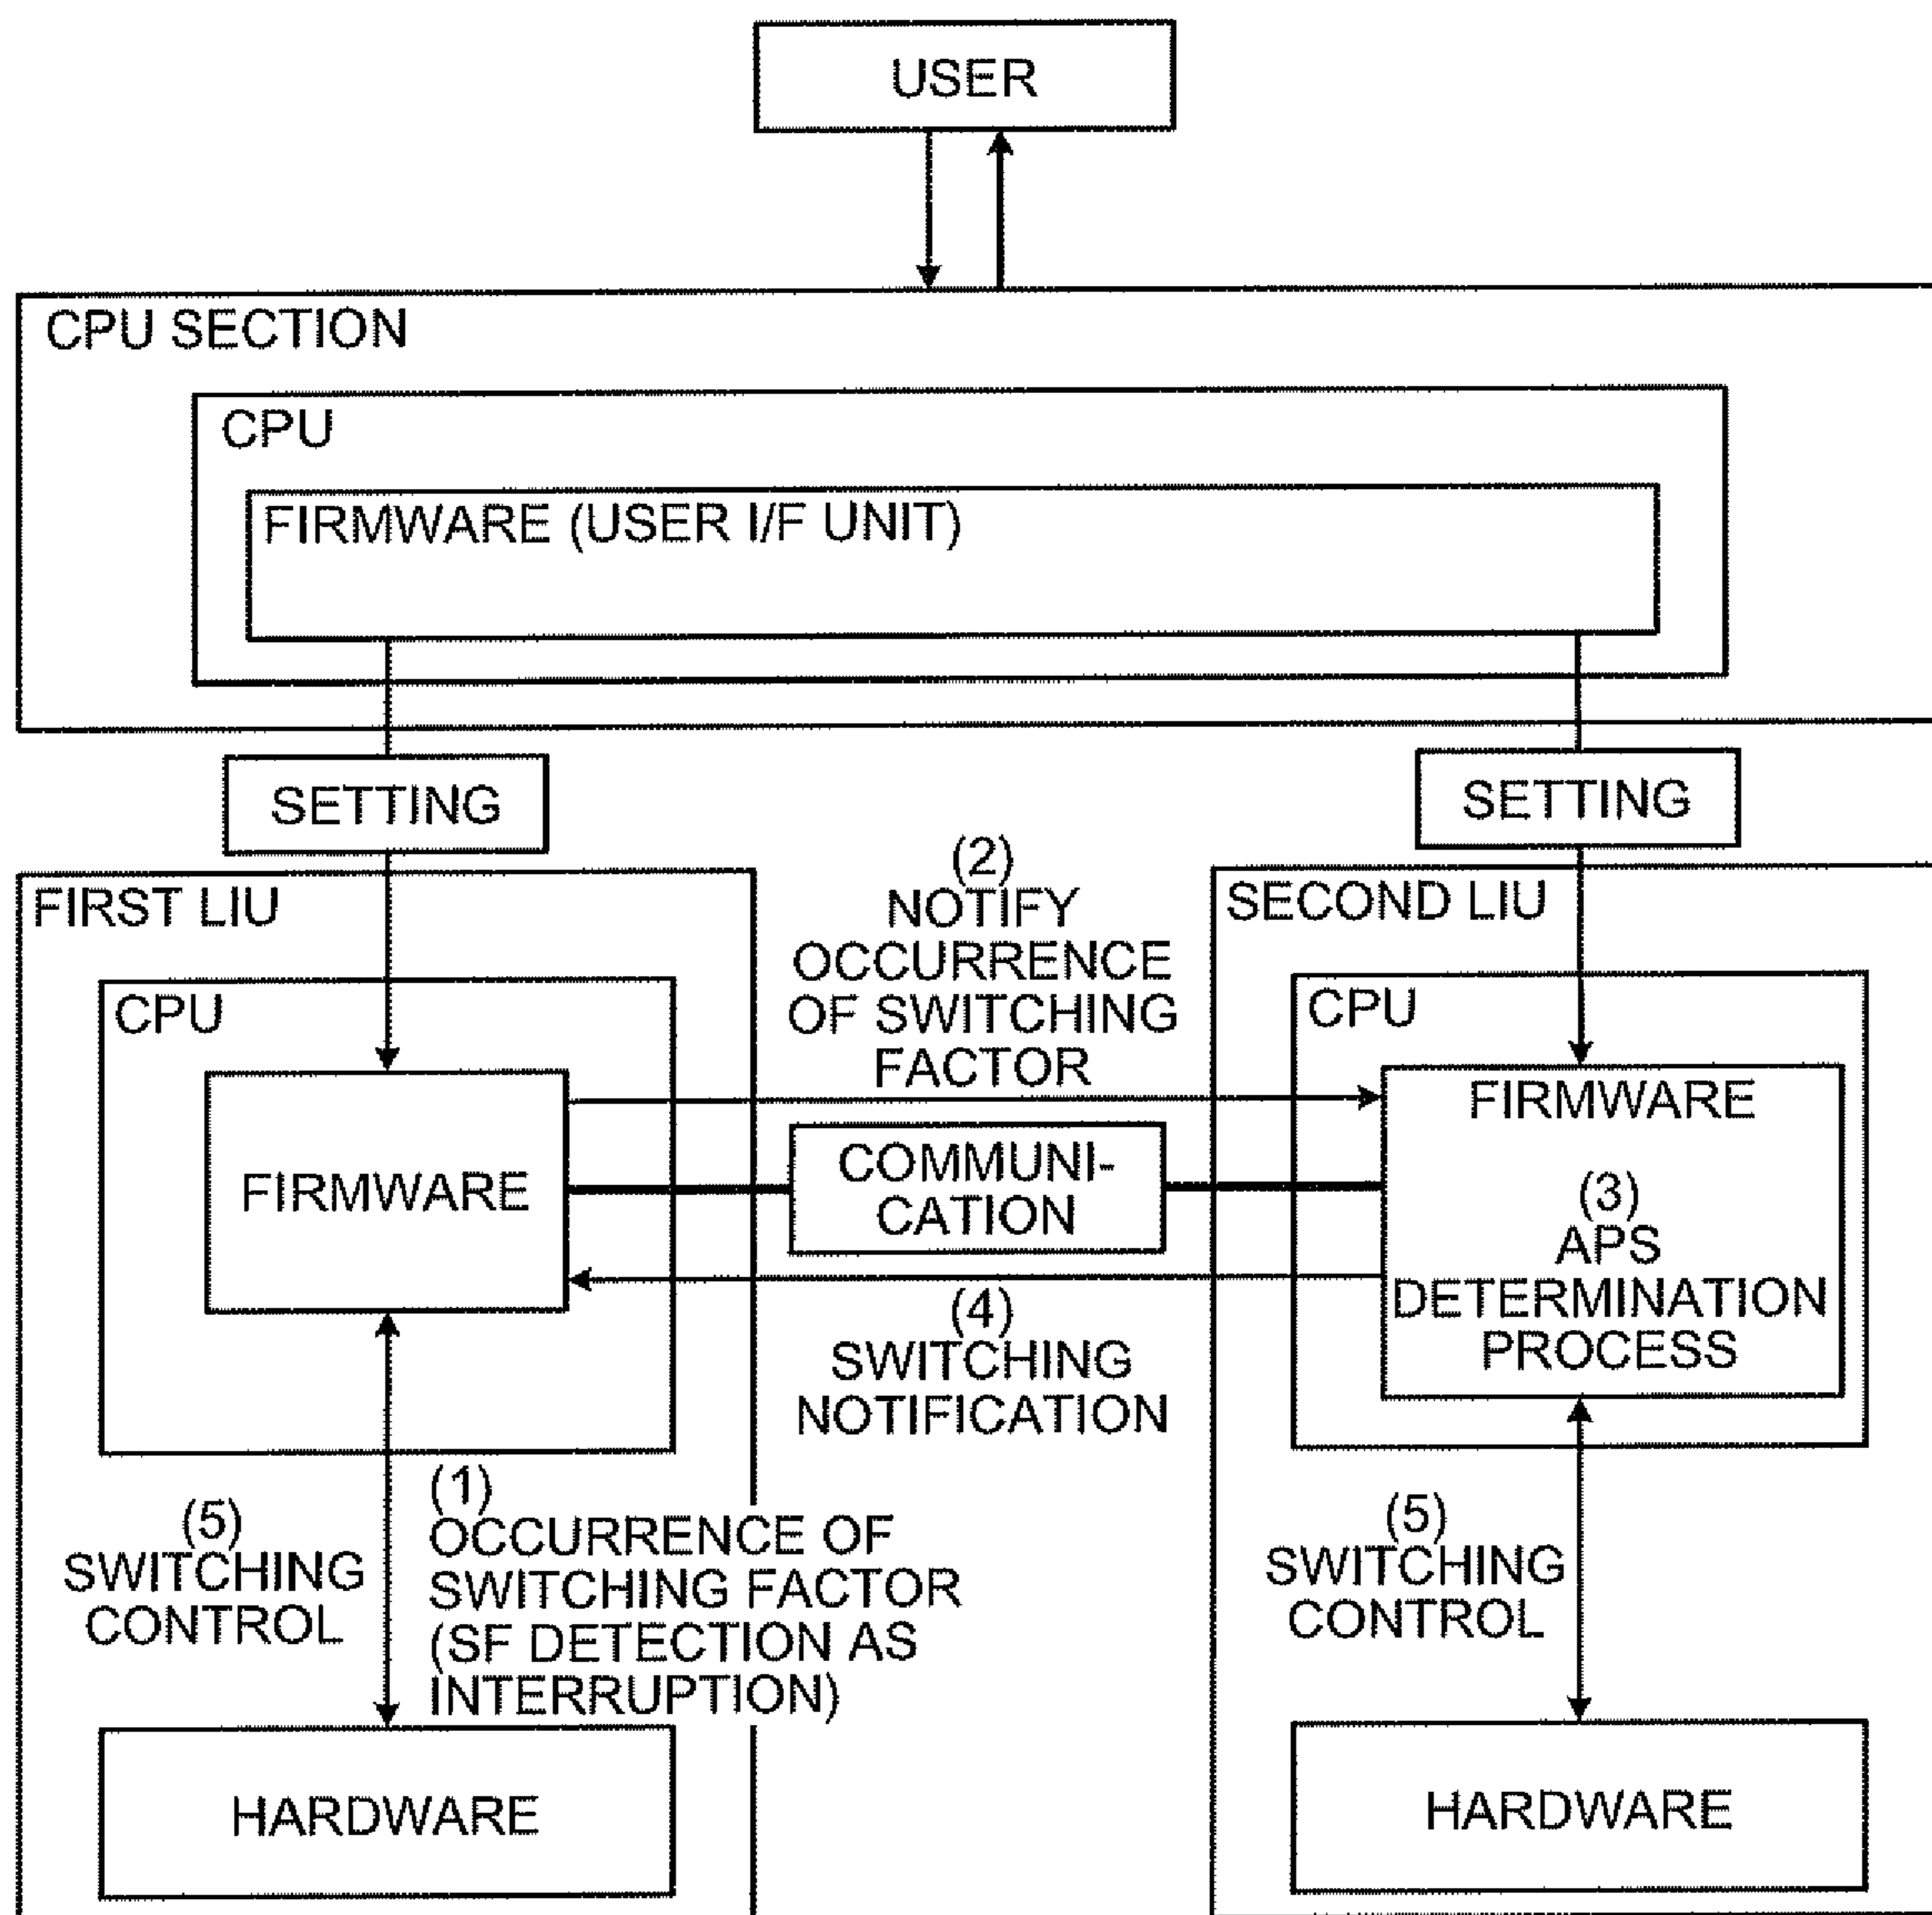 USER
CPU SECTION
CPU
FIRMWARE (USER I/F UNIT)
SETTING
SETTING
FIRST LIU
CPU
FIRMWARE
(2)
NOTIFY
OCCURRENCE
OF SWITCHING
FACTOR
COMMUNI-
CATION
(4)
SWITCHING
NOTIFICATION
SECOND LIU
CPU
FIRMWARE
(3)
APS
DETERMINATION
PROCESS
(5)
SWITCHING
CONTROL
(1)
OCCURRENCE OF
SWITCHING FACTOR
(SF DETECTION AS
INTERRUPTION)
HARDWARE
(5)
SWITCHING
CONTROL
HARDWARE